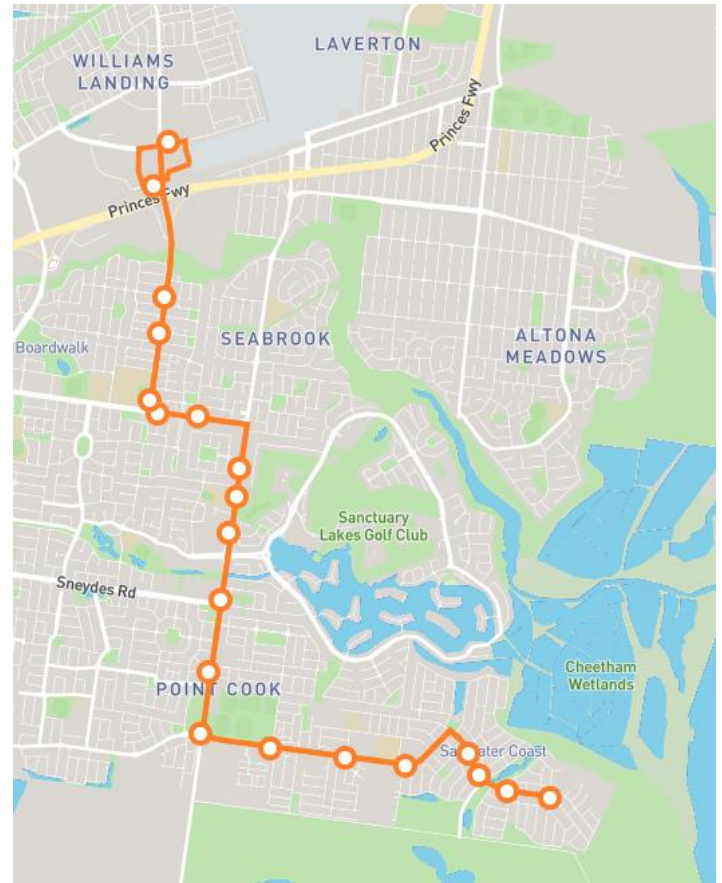 LAVERTON
WILLIAMS
LANDING
Princes Fwy
Princes Fwy
SEABROOK
Boardwalk
ALTONA
MEADOWS
Sanctuary
Lakes Golf Club
Sneydes Rd
Cheetham
Wetlands
POINT COOK
Coast